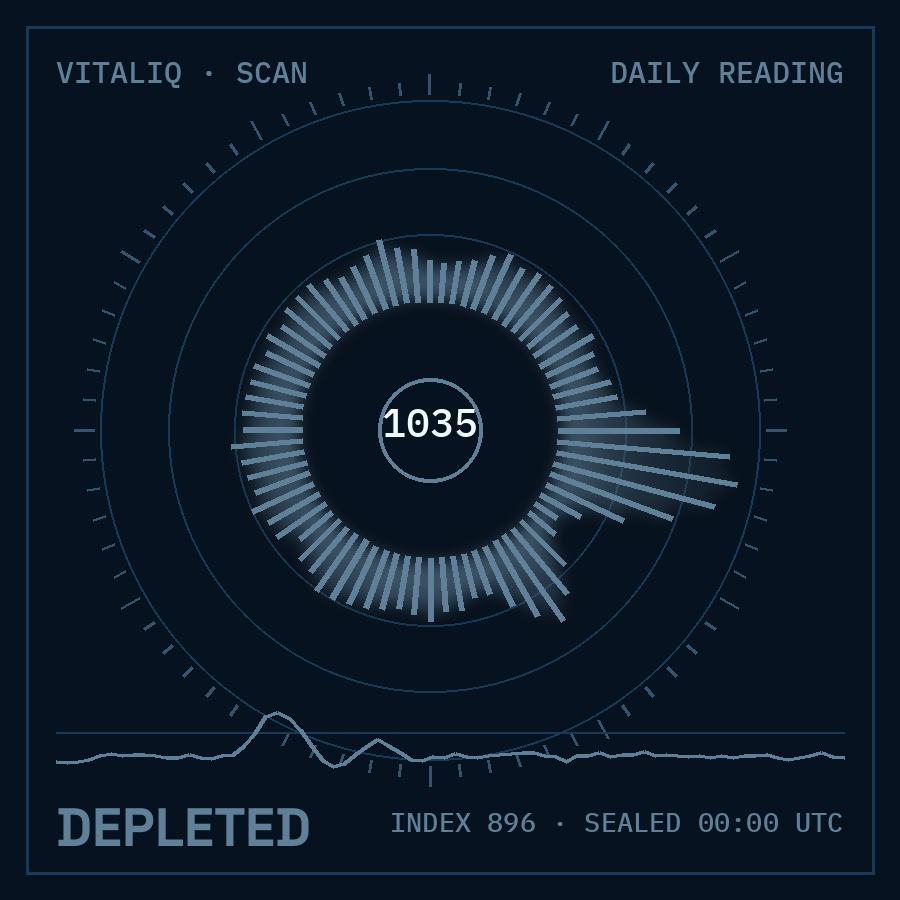 VITALIQ · SCAN
DAILY READING
1035
DEPLETED
INDEX 896 · SEALED 00:00 UTC